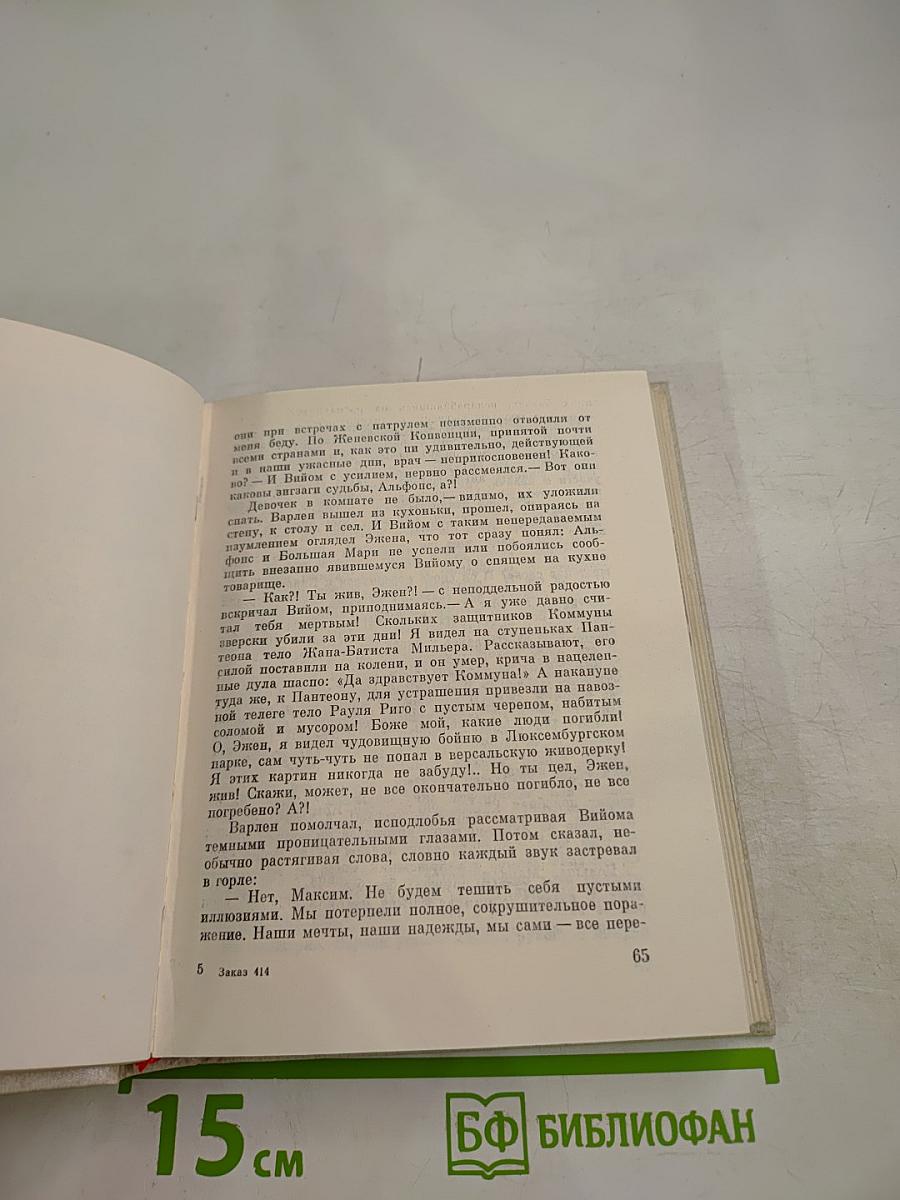 они при встречах с патрулем неизменно отводили от
меня беду. По Женевской Конвенции, принятой почти
всеми странами и, как это ни удивительно, действующей
и в наши ужасные дни, врач — неприкосновенен! Како-
во? — И Вийом с усилием, нервно рассмеялся.— Вот они
каковы зигзаги судьбы, Альфонс, а?!
Девочек в комнате не было,— видимо, их уложили
спать. Варлен вышел из кухоньки, прошел, опираясь на
стену, к столу и сел. И Вийом с таким непередаваемым
изумлением оглядел Эжена, что тот сразу понял: Аль-
фонс и Большая Мари не успели или побоялись сооб-
щить внезапно явившемуся Вийому о спящем на кухне
товарище.
— Как?! Ты жив, Эжен?! — с неподдельной радостью
вскричал Вийом, приподнимаясь.— А я уже давно счи-
тал тебя мертвым! Скольких защитников Коммуны
зверски убили за эти дни! Я видел на ступеньках Пан-
теона тело Жана-Батиста Мильера. Рассказывают, его
силой поставили на колени, и он умер, крича в нацелен-
ные дула шаспо: «Да здравствует Коммуна!» А накануне
туда же, к Пантеону, для устрашения привезли на навоз-
ной телеге тело Рауля Риго с пустым черепом, набитым
соломой и мусором! Боже мой, какие люди погибли!
О, Эжен, я видел чудовищную бойню в Люксембургском
парке, сам чуть-чуть не попал в версальскую живодерку!
Я этих картин никогда не забуду!.. Но ты цел, Эжен,
жив! Скажи, может, не все окончательно погибло, не все
погребено? А?!
Варлен помолчал, исподлобья рассматривая Вийома
темными проницательными глазами. Потом сказал, не-
обычно растягивая слова, словно каждый звук застревал
в горле:
— Нет, Максим. Не будем тешить себя пустыми
иллюзиями. Мы потерпели полное, сокрушительное пора-
жение. Наши мечты, наши надежды, мы сами — все пере-
5 Заказ 414
65
15 см
БФ БИБЛИОФАН